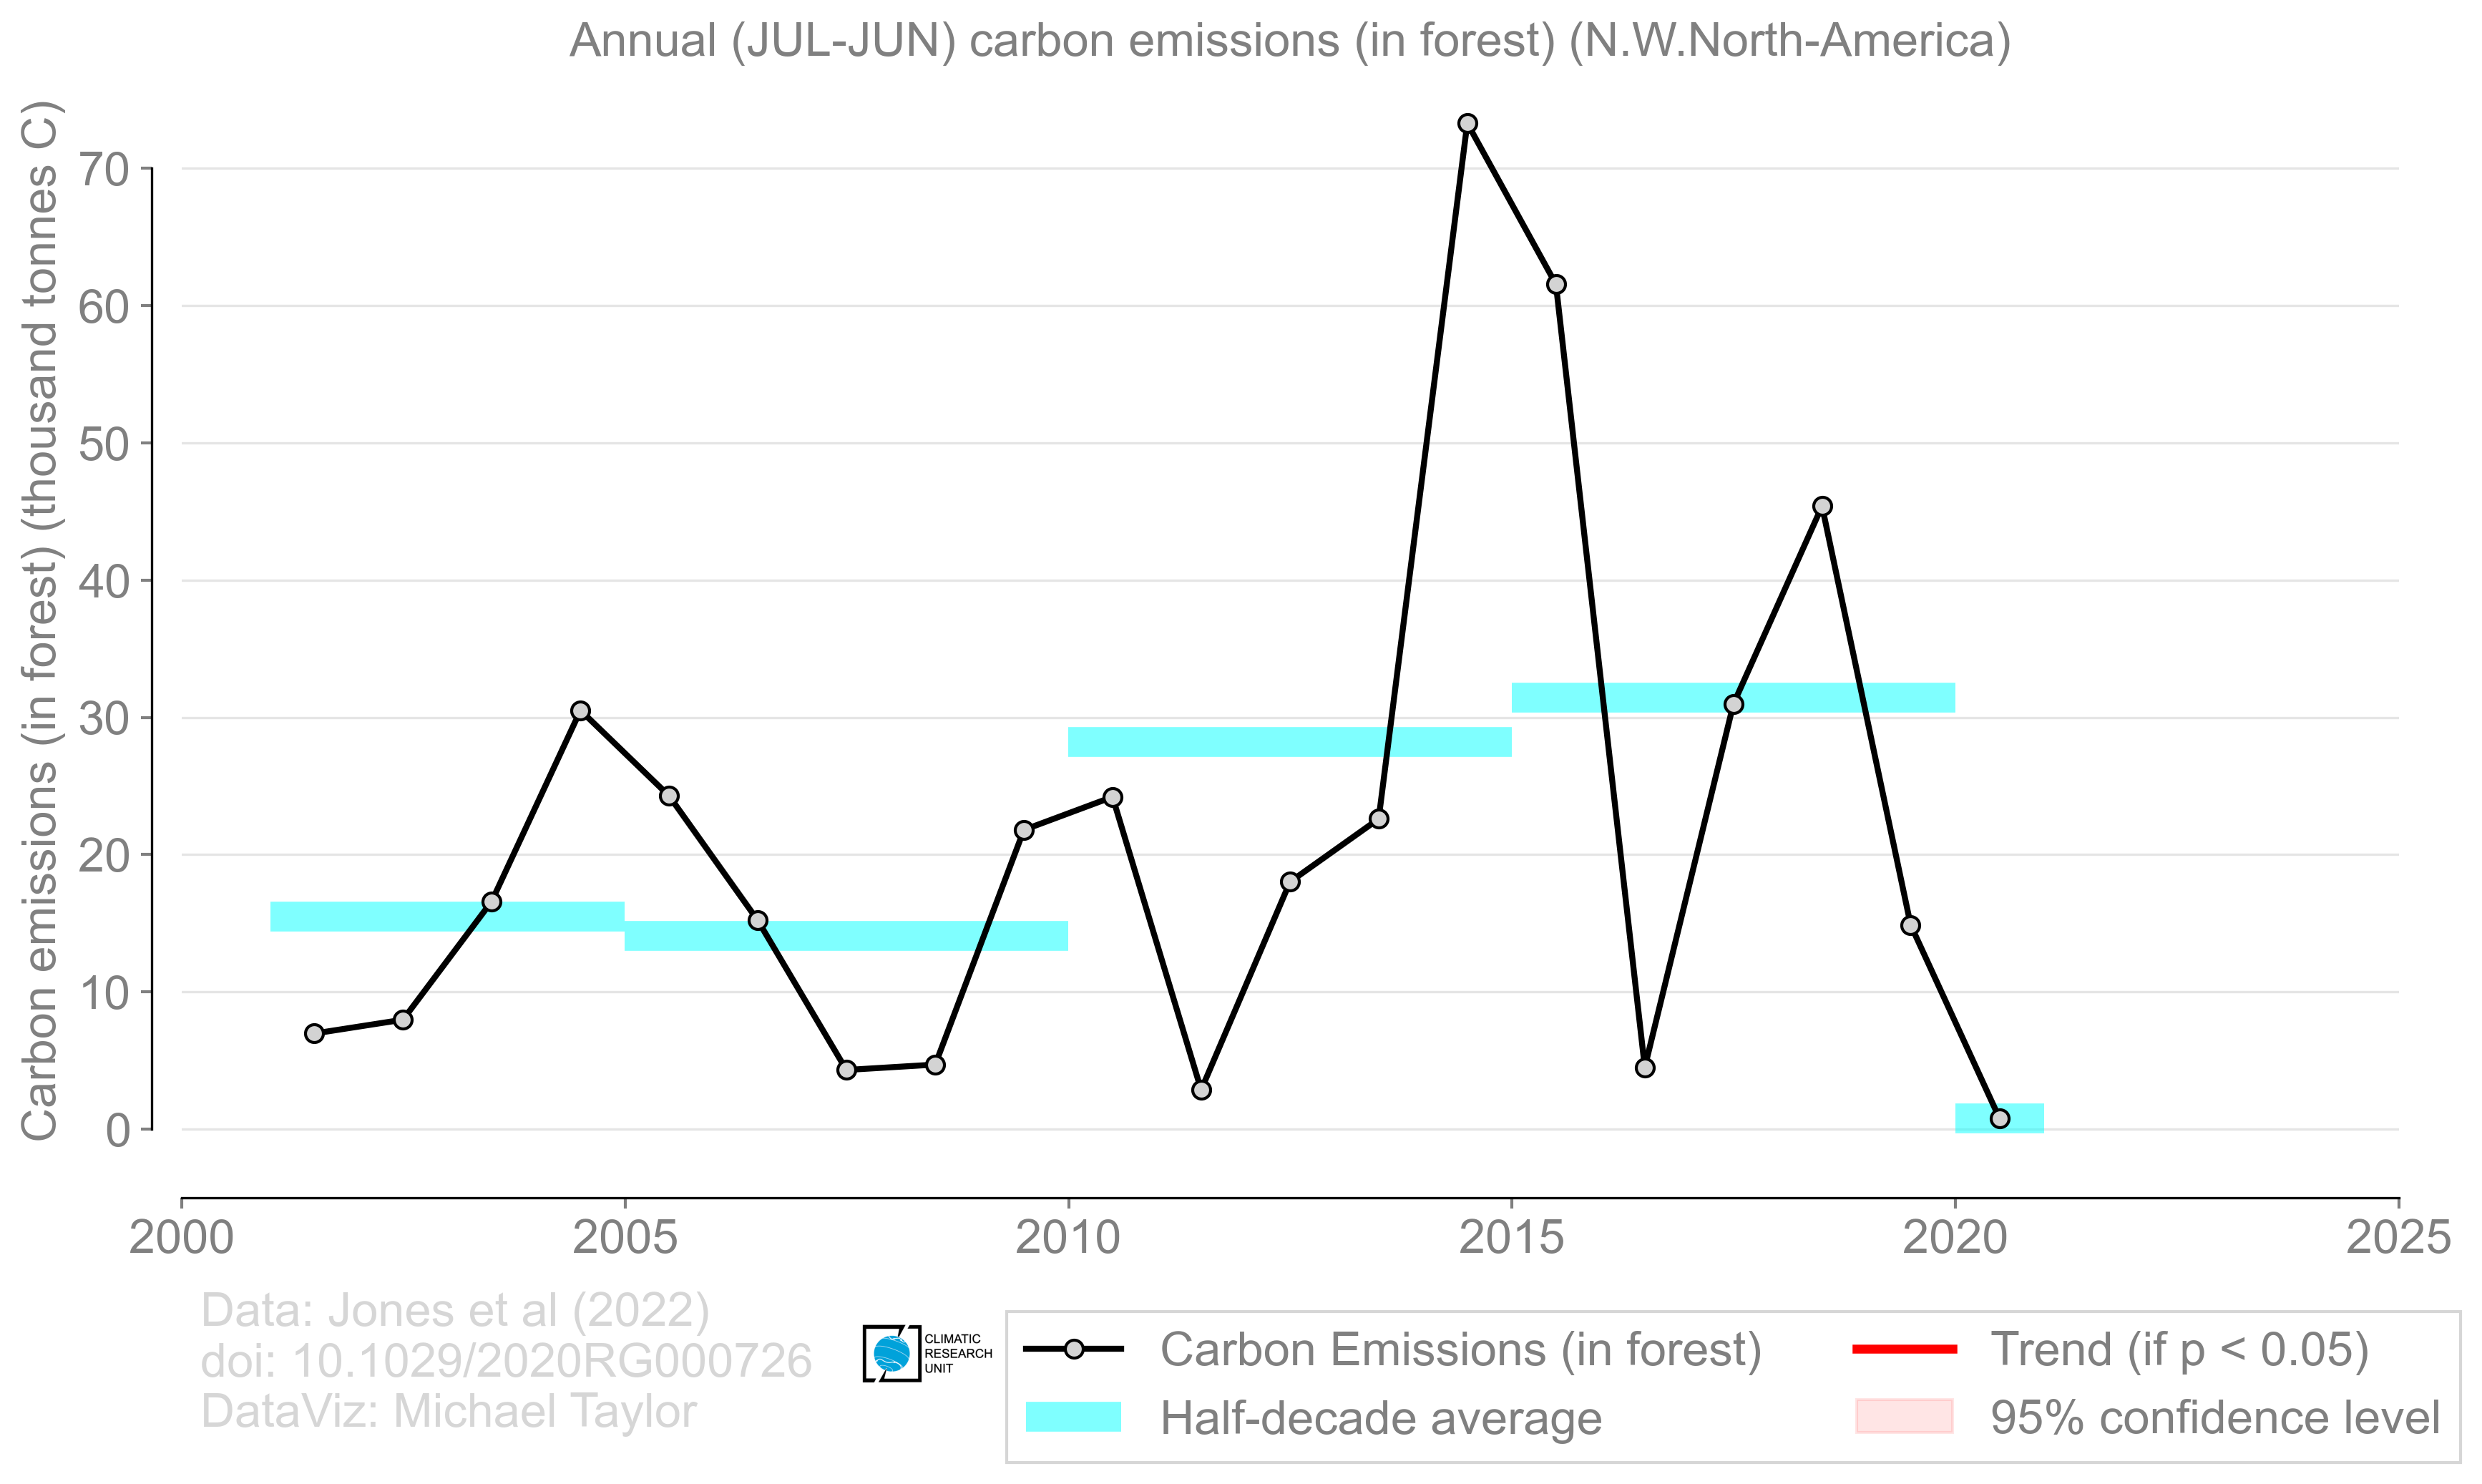 Annual (JUL-JUN) carbon emissions (in forest) (N.W.North-America)
Carbon emissions (in forest) (thousand tonnes C)
70
60
50
40
30
20
10
0
2000 2005 2010 2015 2020 2025
Data: Jones et al (2022)
doi: 10.1029/2020RG000726
DataViz: Michael Taylor
CLIMATIC
RESEARCH
UNIT
Carbon Emissions (in forest)
Half-decade average
Trend (if p < 0.05)
95% confidence level